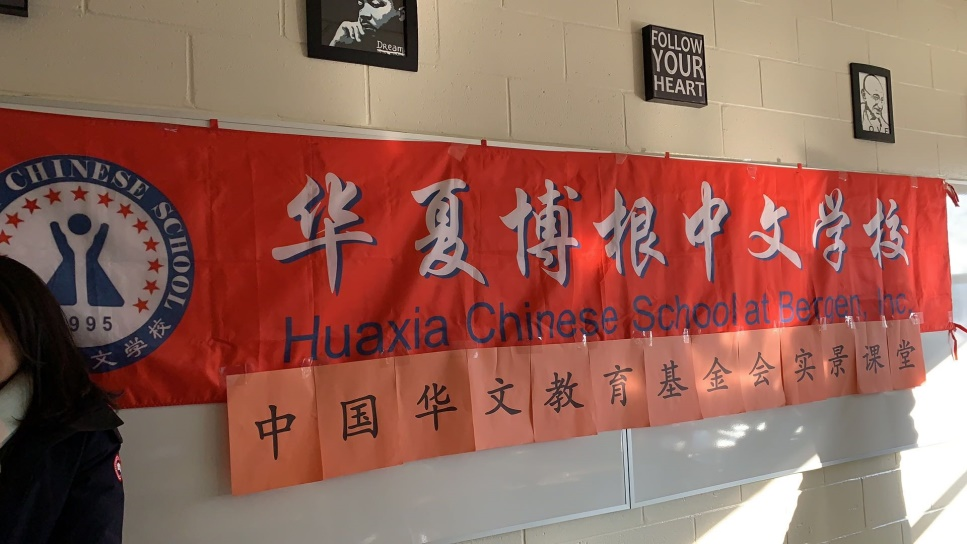 Dream
FOLLOW
YOUR
HEART
CHINESE SCHOOL
1995
文学校
华夏博根中文学校
Huaxia Chinese School at Bergen, Inc
中国华文教育基金会实景课堂